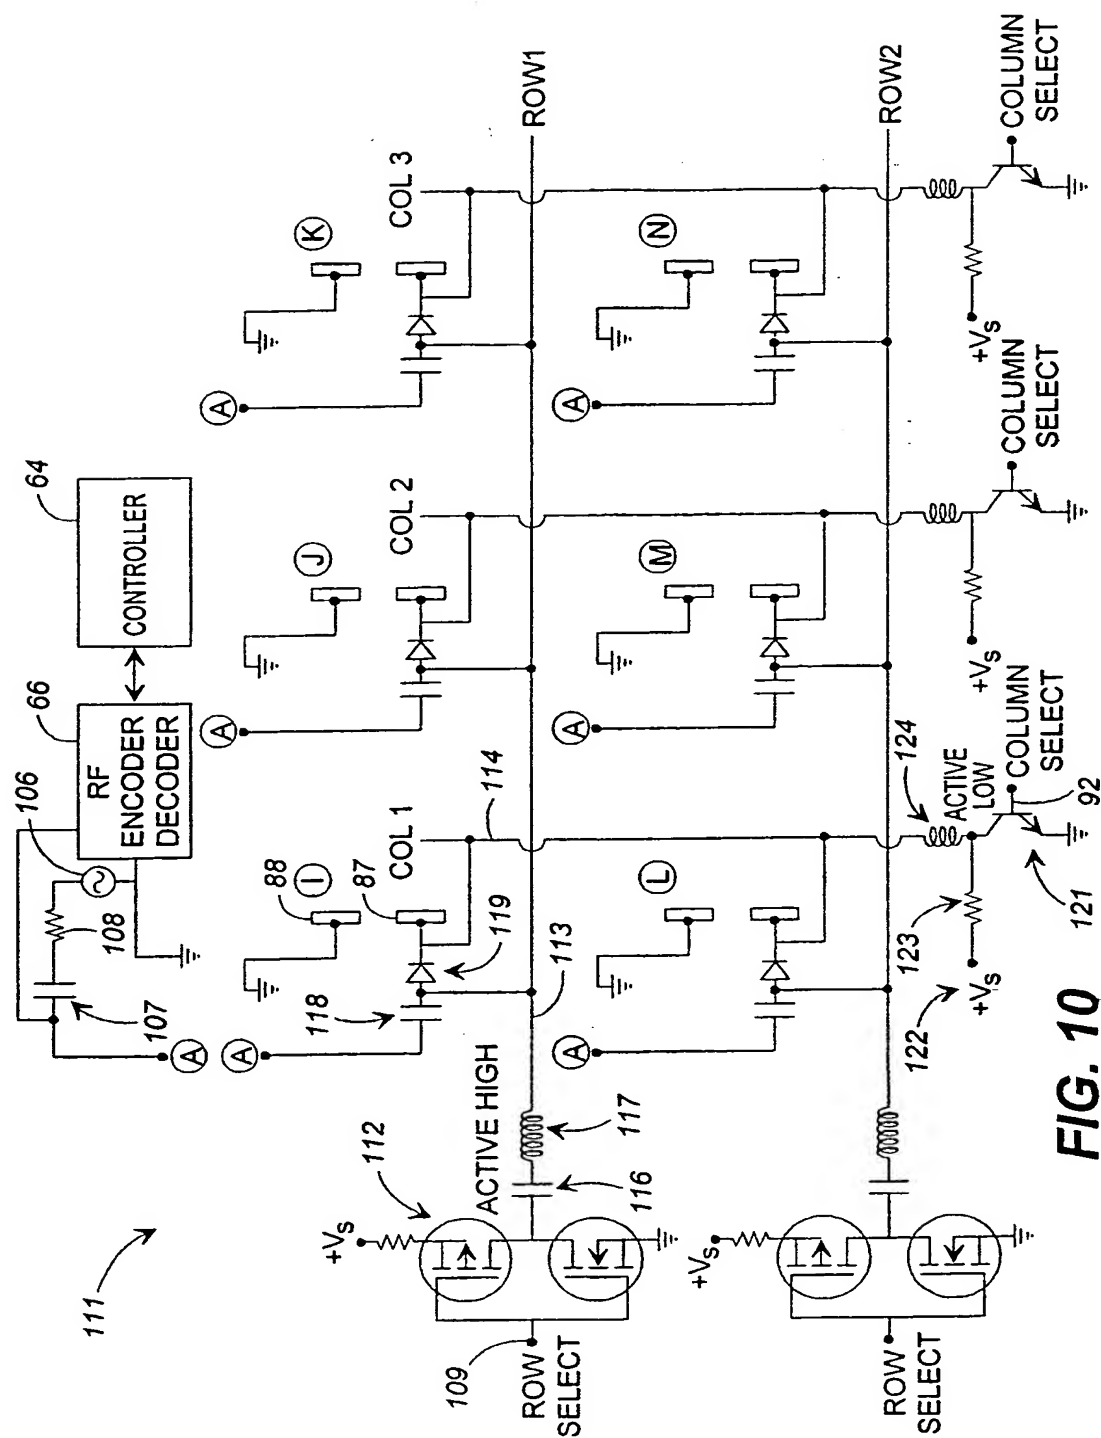 111
106
66
64
108
107
RF
ENCODER
DECODER
CONTROLLER
A
A
A
A
88
I
J
K
87
118
119
COL 1
COL 2
COL 3
112
+VS
ACTIVE HIGH
114
109
ROW
SELECT
116
117
113
ROW1
+VS
A
A
A
L
M
N
ROW
SELECT
124
ROW2
123
ACTIVE
LOW
122
+VS
+VS
+VS
COLUMN
SELECT
COLUMN
SELECT
COLUMN
SELECT
121
92
FIG. 10